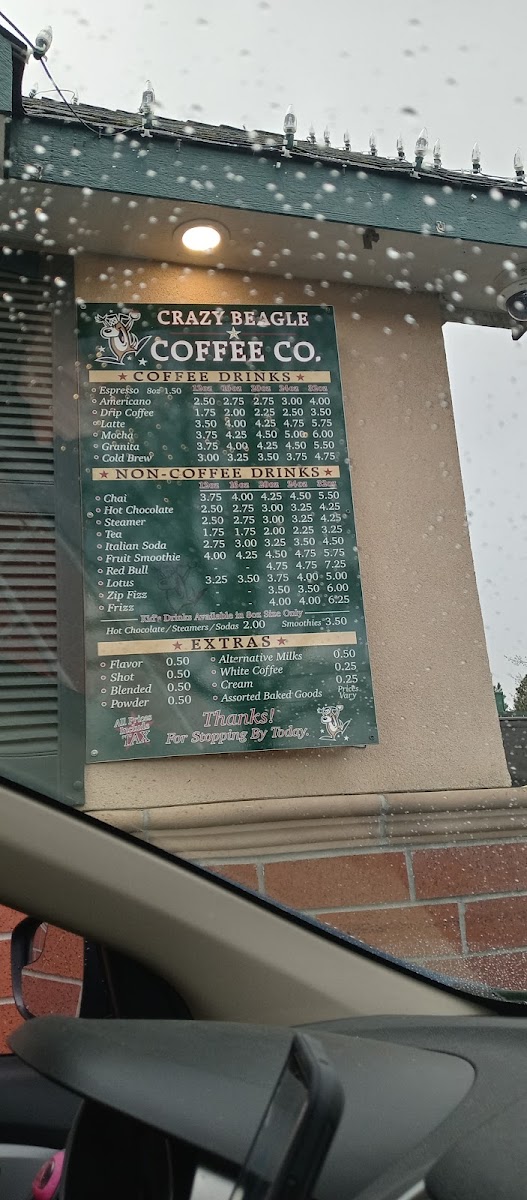 CRAZY BEAGLE
COFFEE CO.
COFFEE DRINKS
Espresso 8oz 1.50 12oz 16oz 20oz 24oz 32oz
Americano 2.50 2.75 2.75 3.00 4.00
Drip Coffee 1.75 2.00 2.25 2.50 3.50
Latte 3.50 4.00 4.25 4.75 5.75
Mocha 3.75 4.25 4.50 5.00 6.00
Granita 3.75 4.00 4.25 4.50 5.50
Cold Brew 3.00 3.25 3.50 3.75 4.75
NON-COFFEE DRINKS
12oz 16oz 20oz 24oz 32oz
Chai 3.75 4.00 4.25 4.50 5.50
Hot Chocolate 2.50 2.75 3.00 3.25 4.25
Steamer 2.50 2.75 3.00 3.25 4.25
Tea 1.75 1.75 2.00 2.25 3.25
Italian Soda 2.75 3.00 3.25 3.50 4.50
Fruit Smoothie 4.00 4.25 4.50 4.75 5.75
Red Bull - - 4.75 4.75 7.25
Lotus 3.25 3.50 3.75 4.00 5.00
Zip Fizz - - 3.50 3.50 6.00
Frizz - - 4.00 4.00 6.25
Kid's Drinks Available in 8oz Size Only
Hot Chocolate/Steamers/Sodas 2.00 Smoothies 3.50
EXTRAS
Flavor 0.50 Alternative Milks 0.50
Shot 0.50 White Coffee 0.25
Blended 0.50 Cream 0.25
Powder 0.50 Assorted Baked Goods Prices Vary
All Prices
Include
TAX
Thanks!
For Stopping By Today.